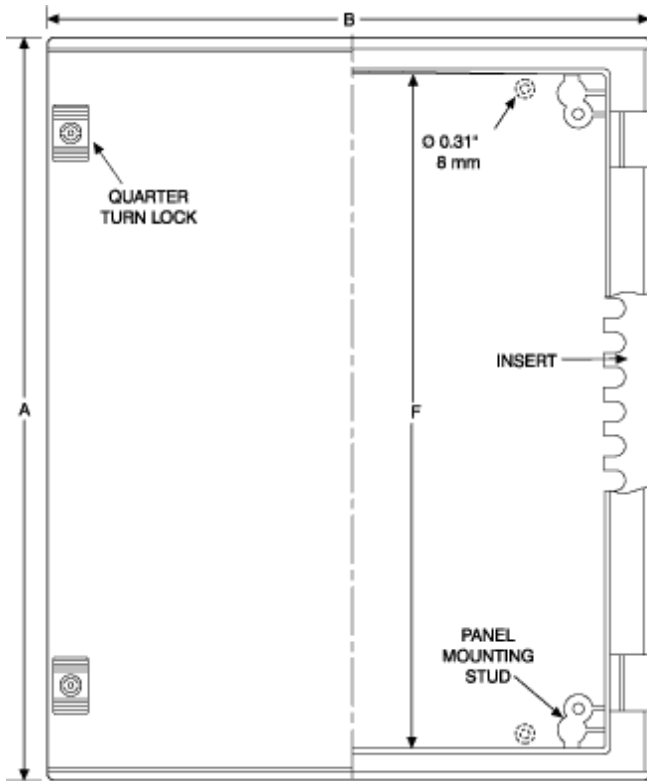 B
Ø 0.31"
8 mm
QUARTER
TURN LOCK
INSERT
A
F
PANEL
MOUNTING
STUD